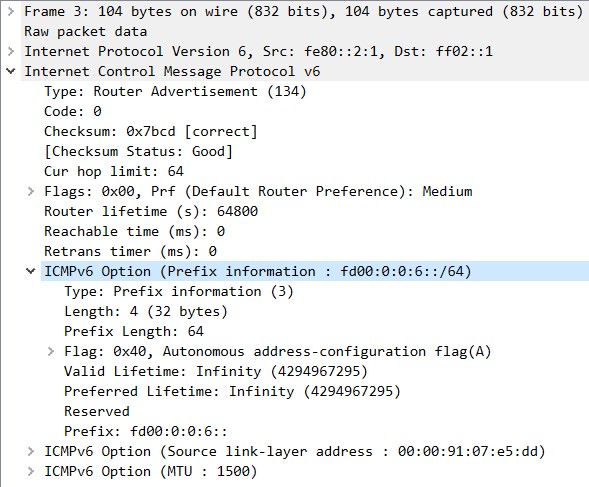 Frame 3: 104 bytes on wire (832 bits), 104 bytes captured (832 bits)
Raw packet data
Internet Protocol Version 6, Src: fe80::2:1, Dst: ff02::1
Internet Control Message Protocol v6
Type: Router Advertisement (134)
Code: 0
Checksum: 0x7bcd [correct]
[Checksum Status: Good]
Cur hop limit: 64
Flags: 0x00, Prf (Default Router Preference): Medium
Router lifetime (s): 64800
Reachable time (ms): 0
Retrans timer (ms): 0
ICMPv6 Option (Prefix information : fd00:0:0:6::/64)
Type: Prefix information (3)
Length: 4 (32 bytes)
Prefix Length: 64
Flag: 0x40, Autonomous address-configuration flag(A)
Valid Lifetime: Infinity (4294967295)
Preferred Lifetime: Infinity (4294967295)
Reserved
Prefix: fd00:0:0:6::
ICMPv6 Option (Source link-layer address : 00:00:91:07:e5:dd)
ICMPv6 Option (MTU : 1500)